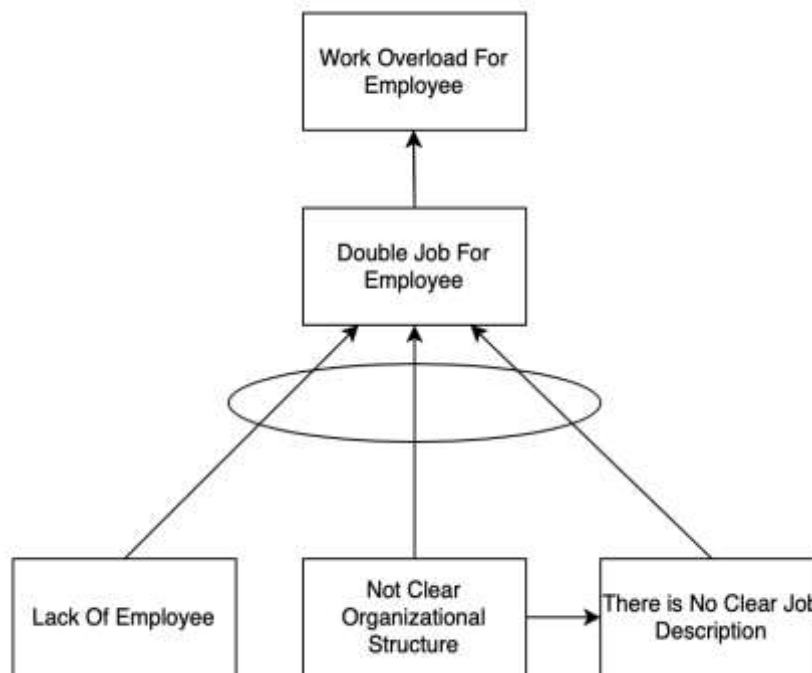 Work Overload For
Employee
Double Job For
Employee
Lack Of Employee
Not Clear
Organizational
Structure
There is No Clear Job
Description